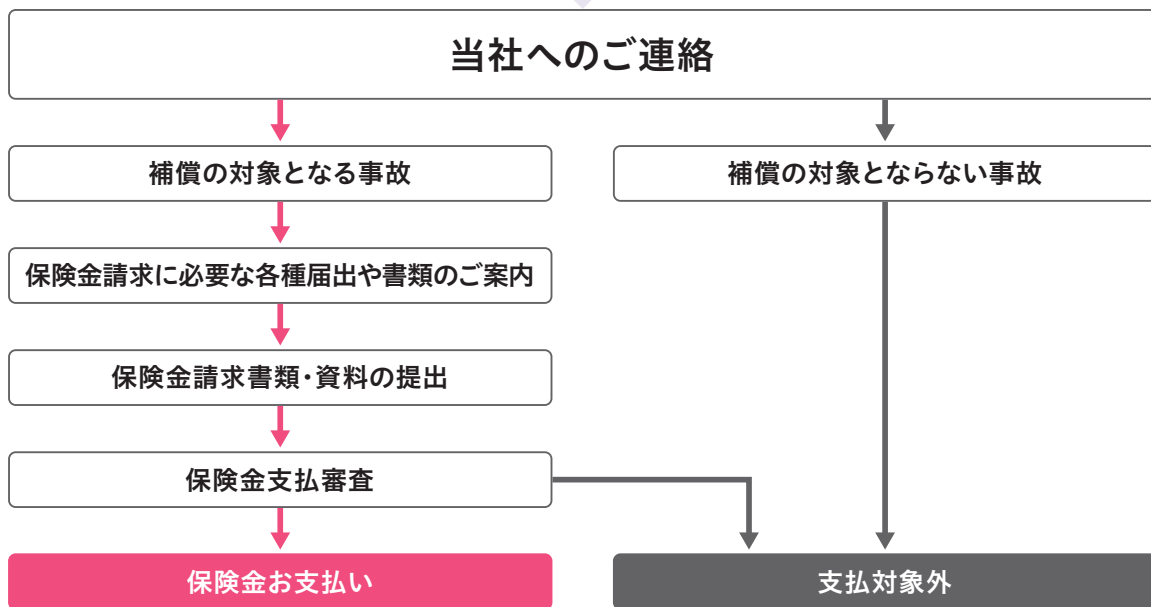 当社へのご連絡
補償の対象となる事故
補償の対象とならない事故
保険金請求に必要な各種届出や書類のご案内
保険金請求書類・資料の提出
保険金支払審査
保険金お支払い
支払対象外